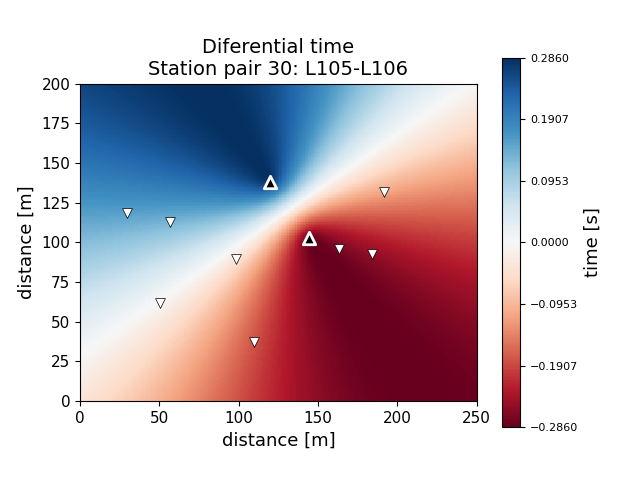 Diferential time
Station pair 30: L105-L106
200
175
150
125
100
75
50
25
0
distance [m]
0 50 100 150 200 250
distance [m]
0.2860
0.1907
0.0953
0.0000
−0.0953
−0.1907
−0.2860
time [s]